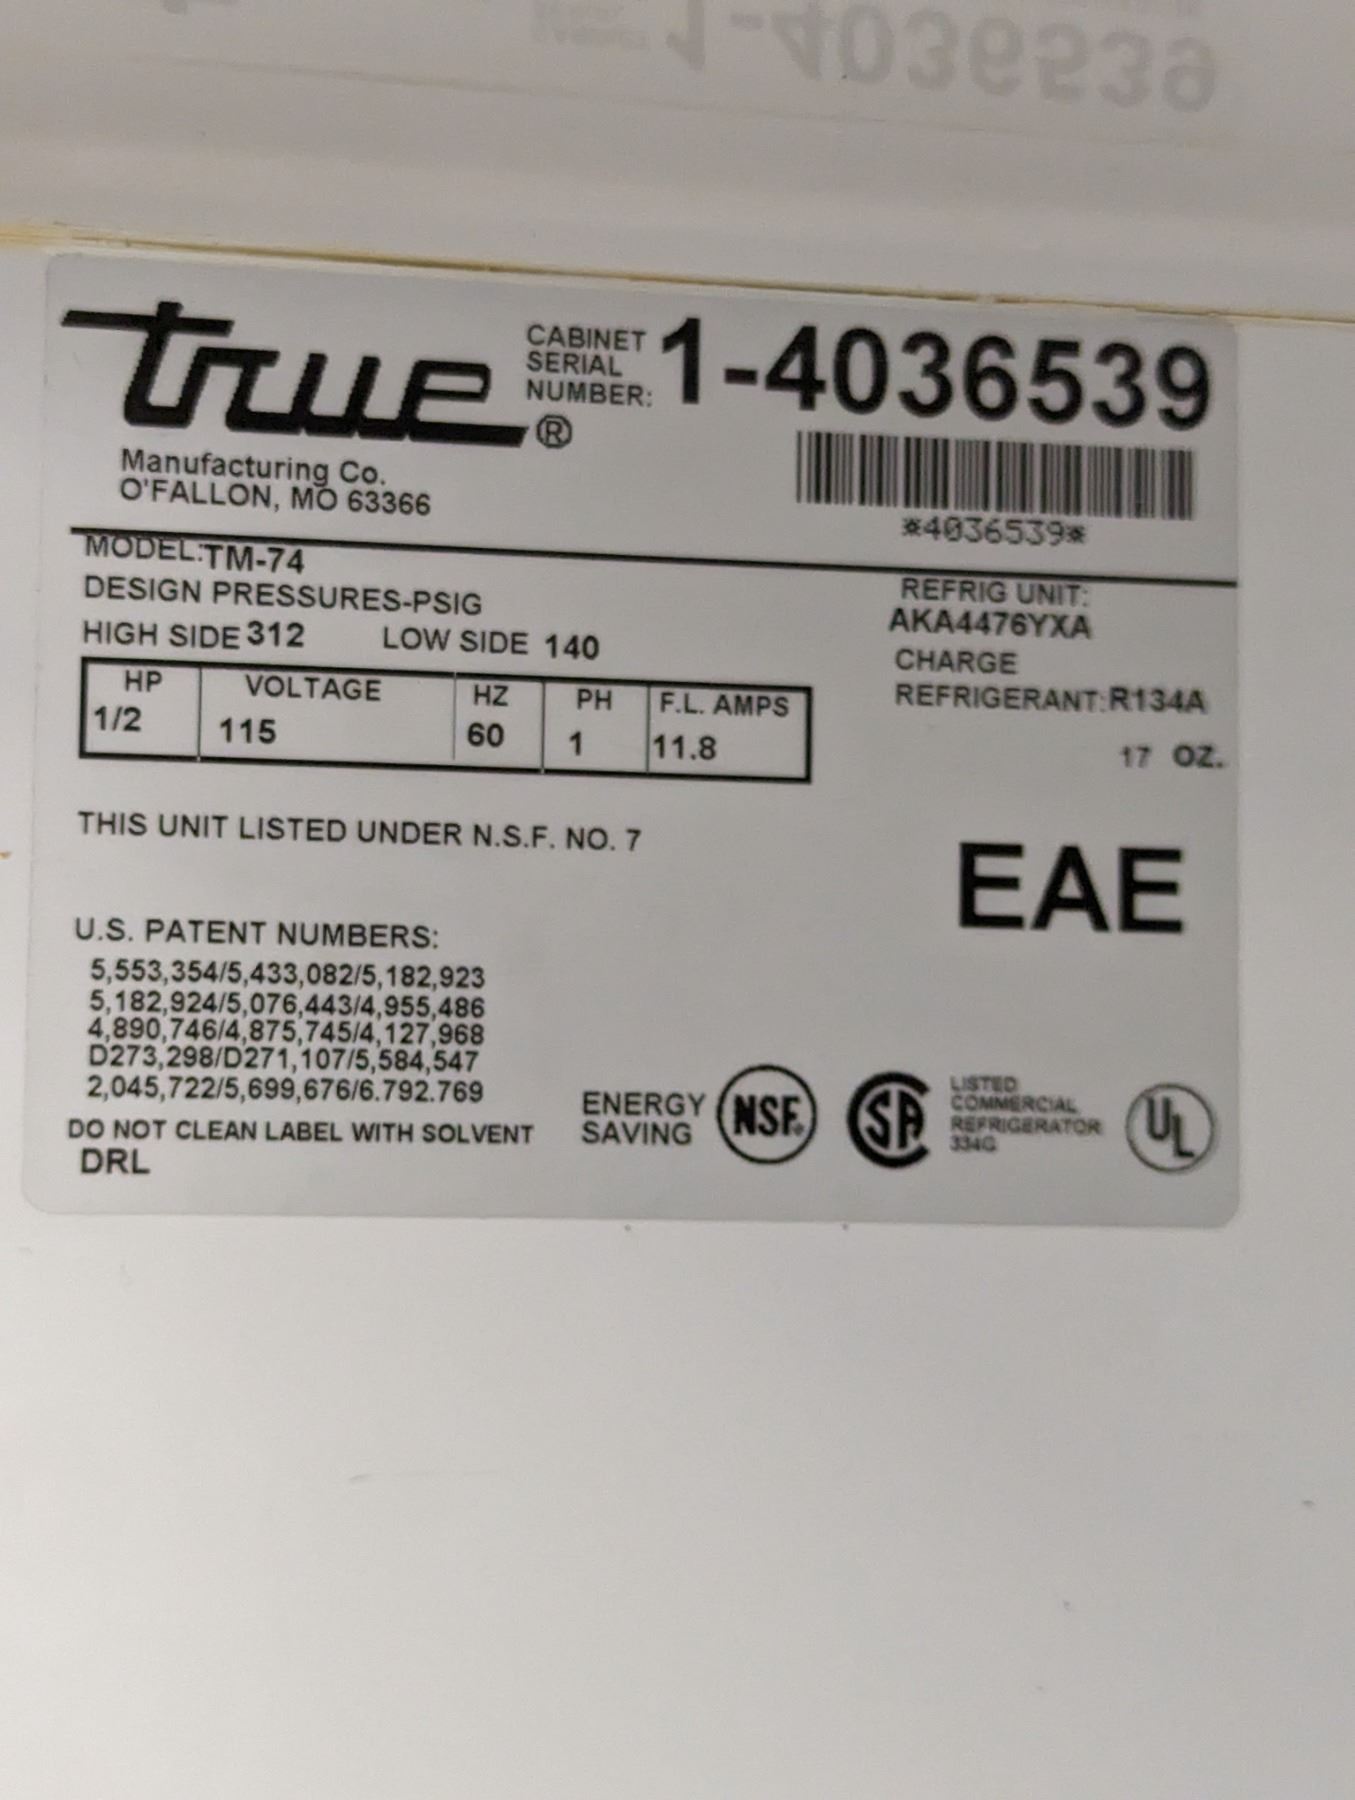 true®
CABINET
SERIAL
NUMBER: 1-4036539
Manufacturing Co.
O'FALLON, MO 63366
*4036539*
MODEL:TM-74
DESIGN PRESSURES-PSIG
HIGH SIDE 312 LOW SIDE 140
REFRIG UNIT:
AKA4476YXA
CHARGE
REFRIGERANT:R134A
17 OZ.
HP VOLTAGE HZ PH F.L. AMPS
1/2 115 60 1 11.8
THIS UNIT LISTED UNDER N.S.F. NO. 7
EAE
U.S. PATENT NUMBERS:
5,553,354/5,433,082/5,182,923
5,182,924/5,076,443/4,955,486
4,890,746/4,875,745/4,127,968
D273,298/D271,107/5,584,547
2,045,722/5,699,676/6.792.769
DO NOT CLEAN LABEL WITH SOLVENT
DRL
ENERGY
SAVING
NSF®
SA
LISTED
COMMERCIAL
REFRIGERATOR
334G
UL
1-4036539